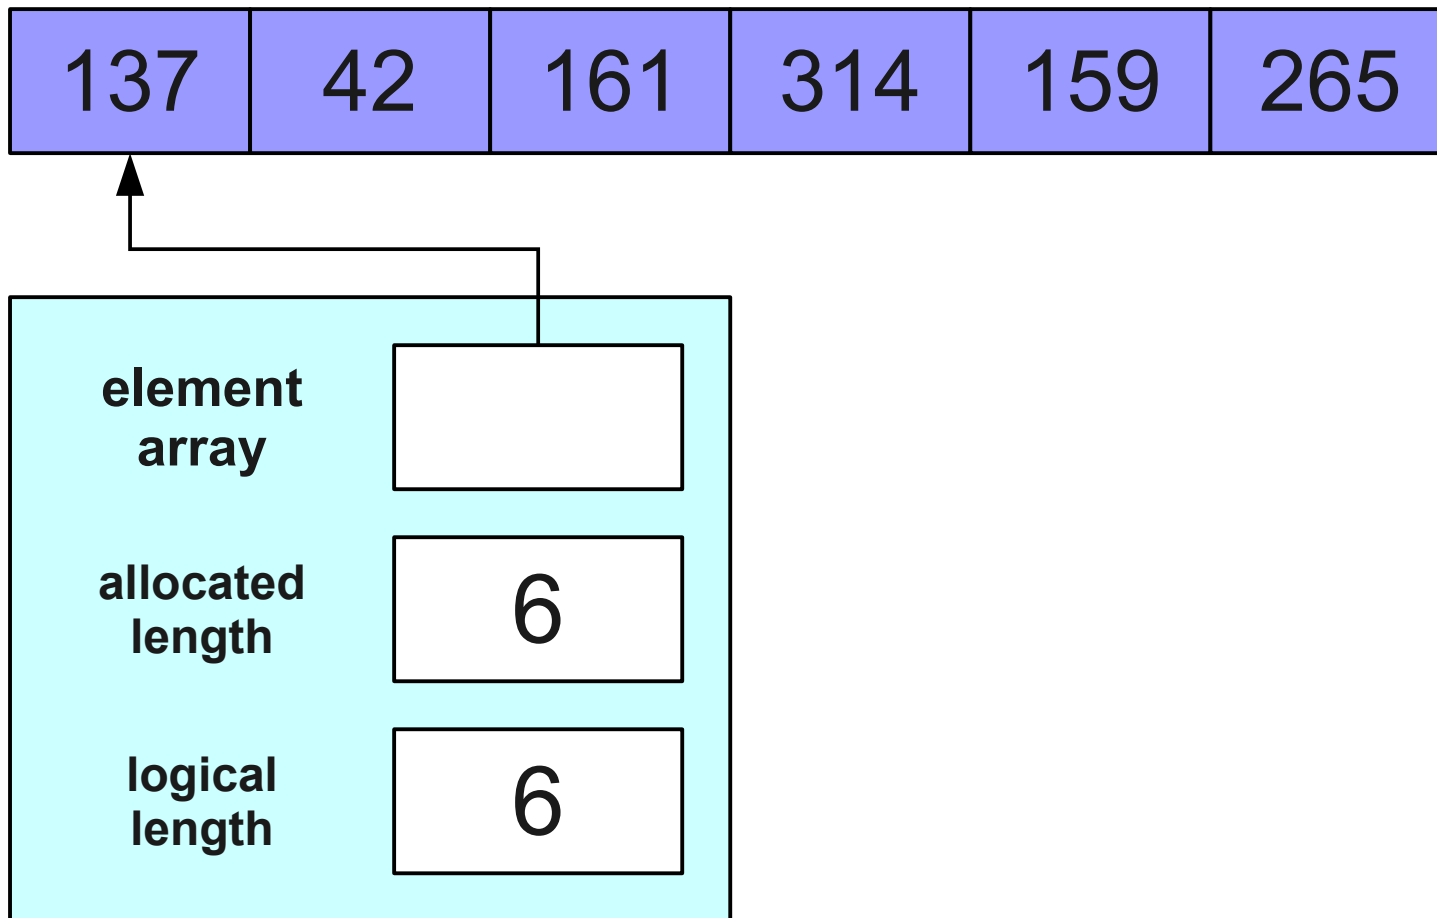 137 42 161 314 159 265
element
array
allocated
length
6
logical
length
6